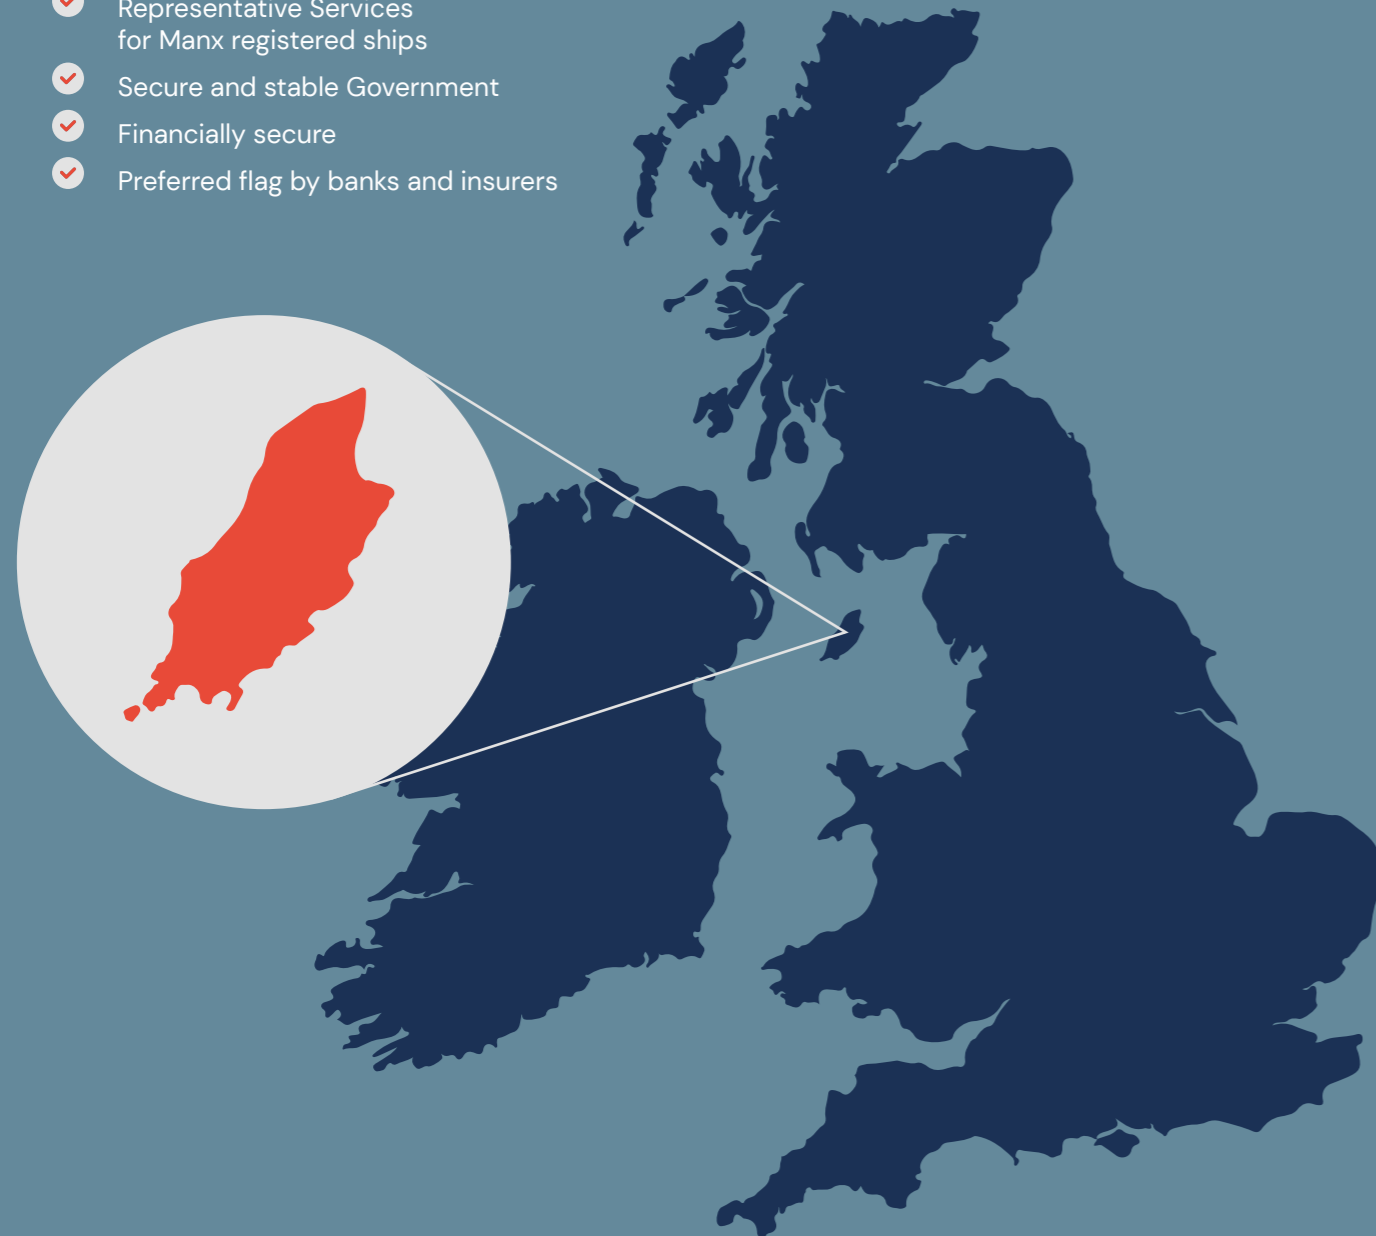 Representative Services
for Manx registered ships
Secure and stable Government
Financially secure
Preferred flag by banks and insurers